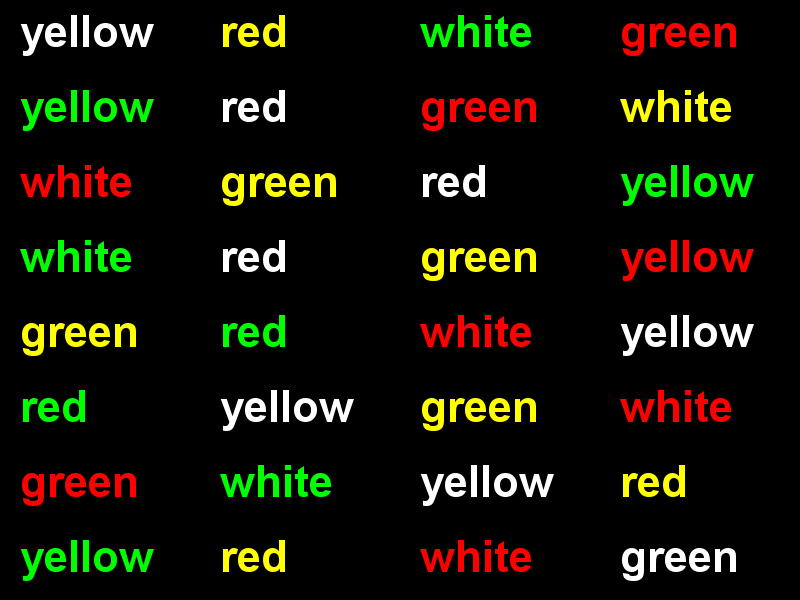 yellow red white green
yellow red green white
white green red yellow
white red green yellow
green red white yellow
red yellow green white
green white yellow red
yellow red white green